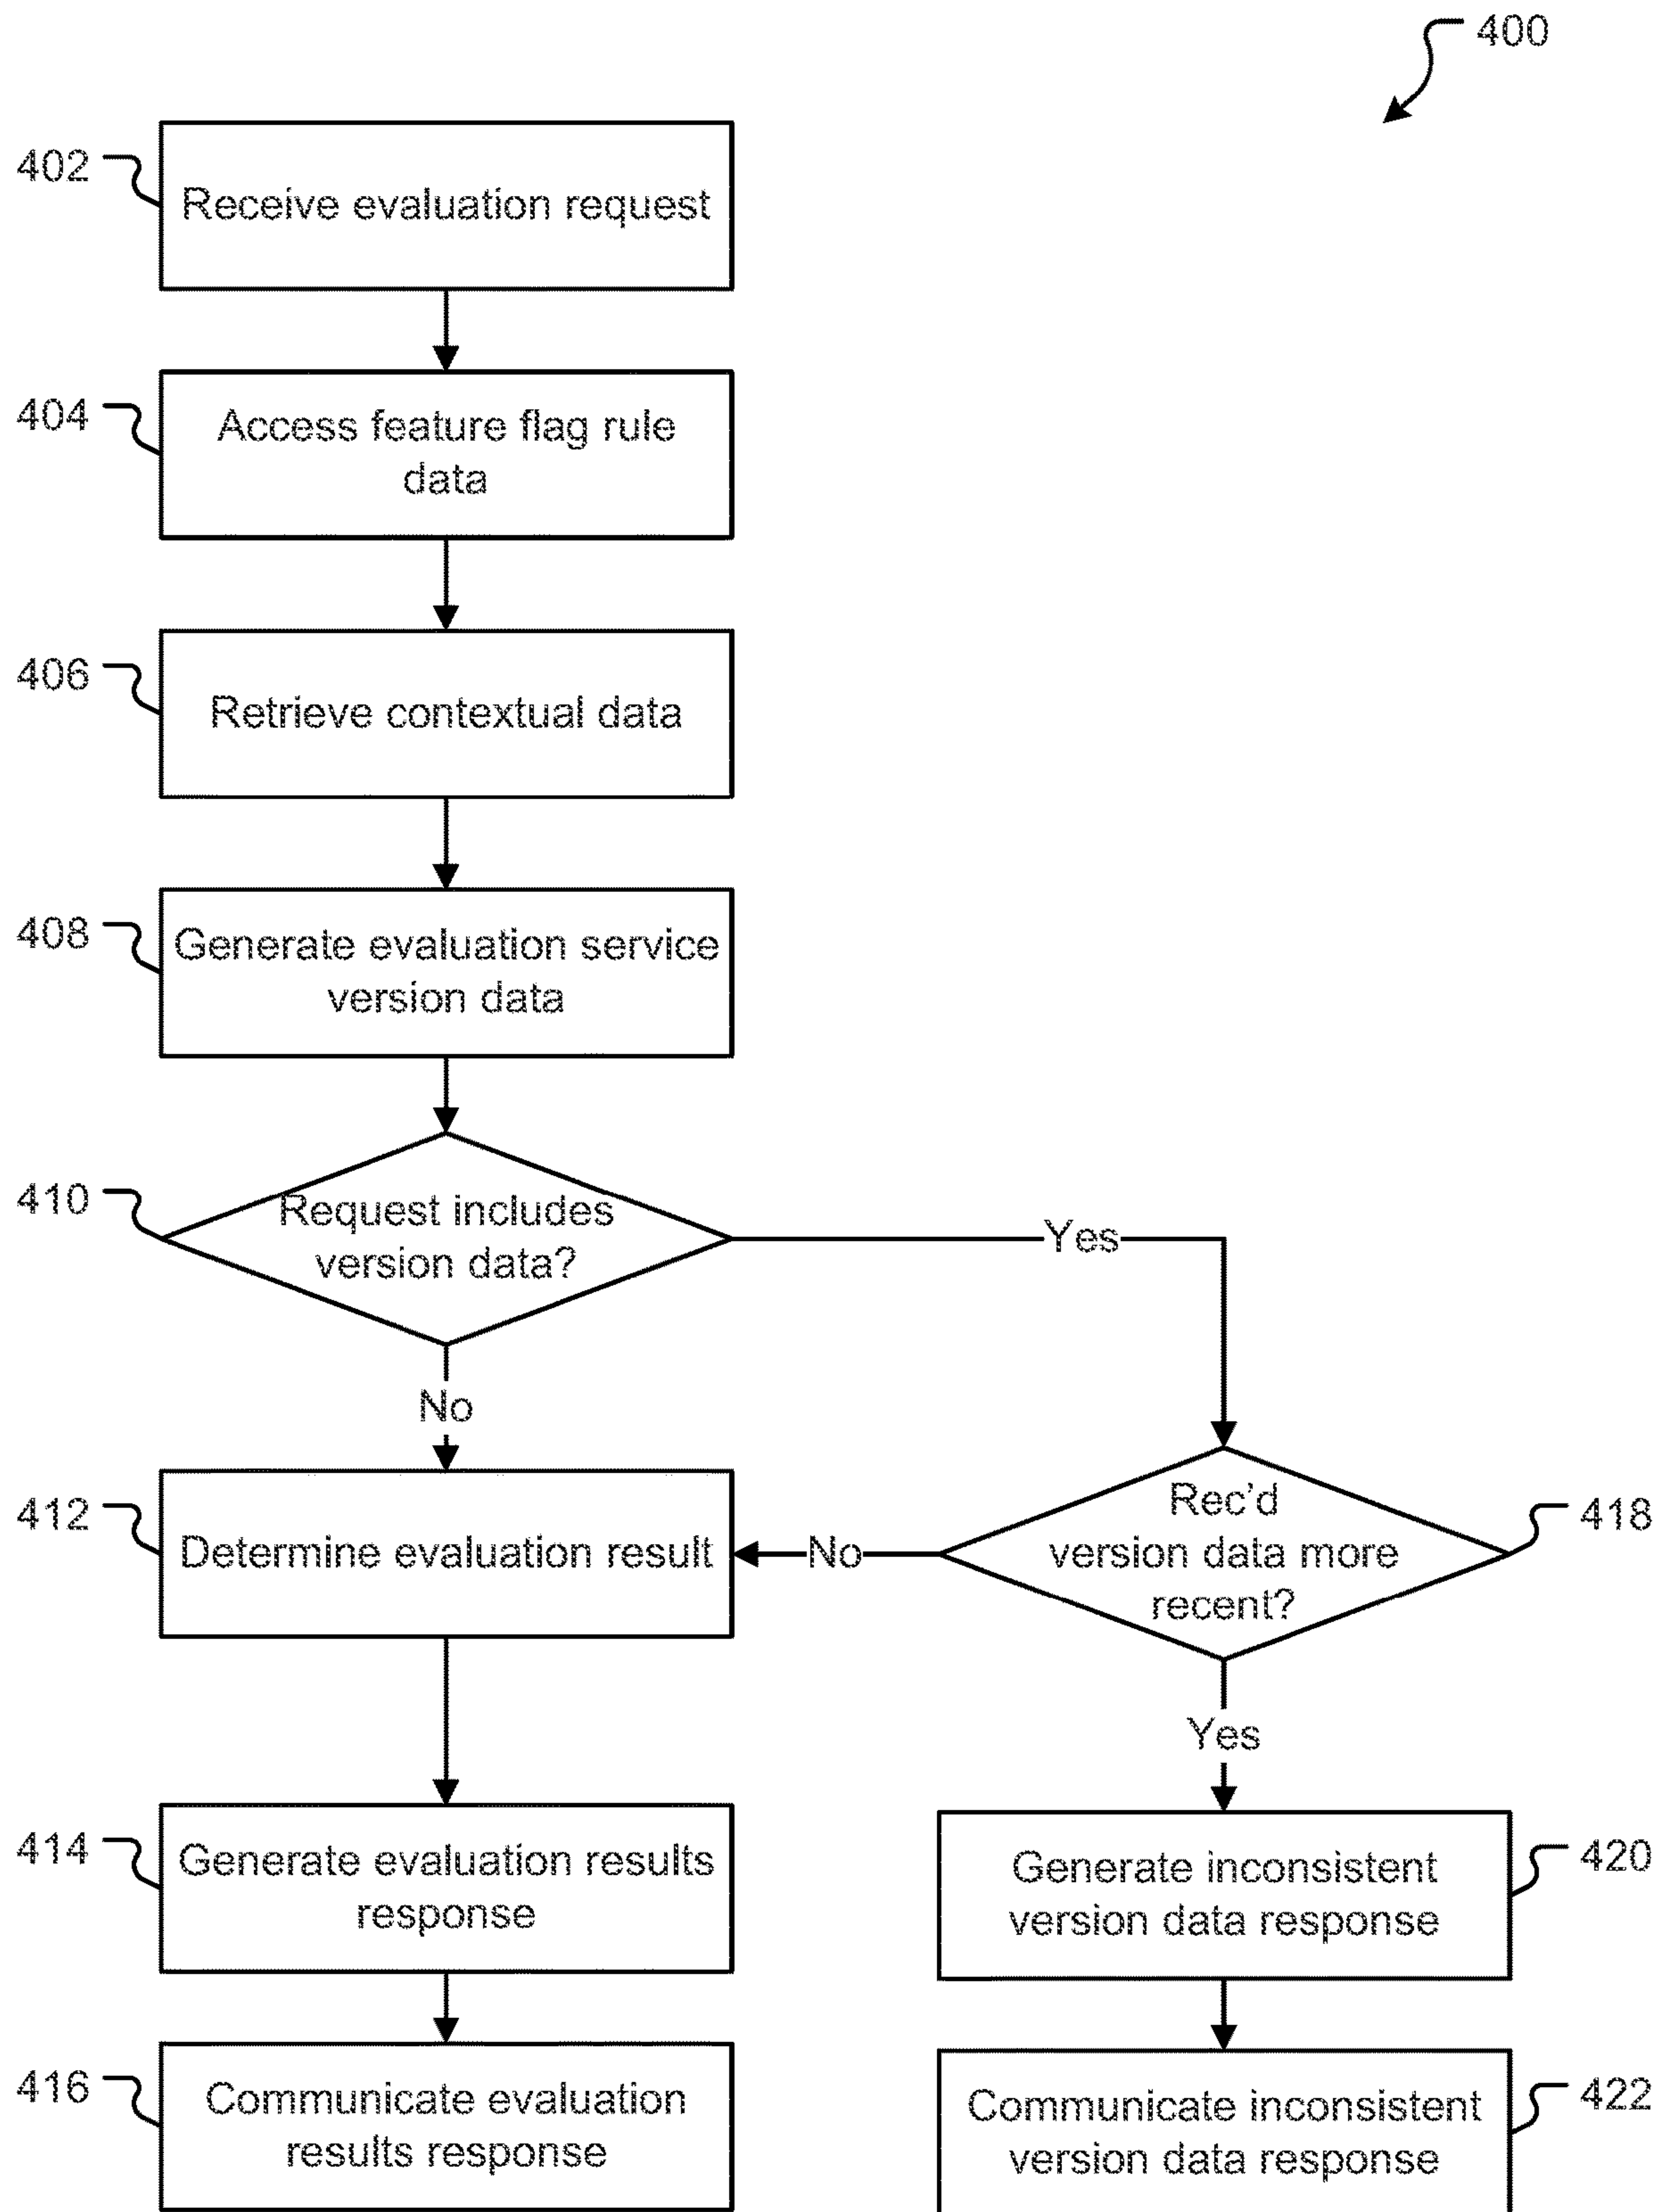 400
402
Receive evaluation request
404
Access feature flag rule
data
406
Retrieve contextual data
408
Generate evaluation service
version data
410
Request includes
version data?
Yes
No
412
Determine evaluation result
No
Rec'd
version data more
recent?
418
Yes
414
Generate evaluation results
response
Generate inconsistent
version data response
420
416
Communicate evaluation
results response
Communicate inconsistent
version data response
422